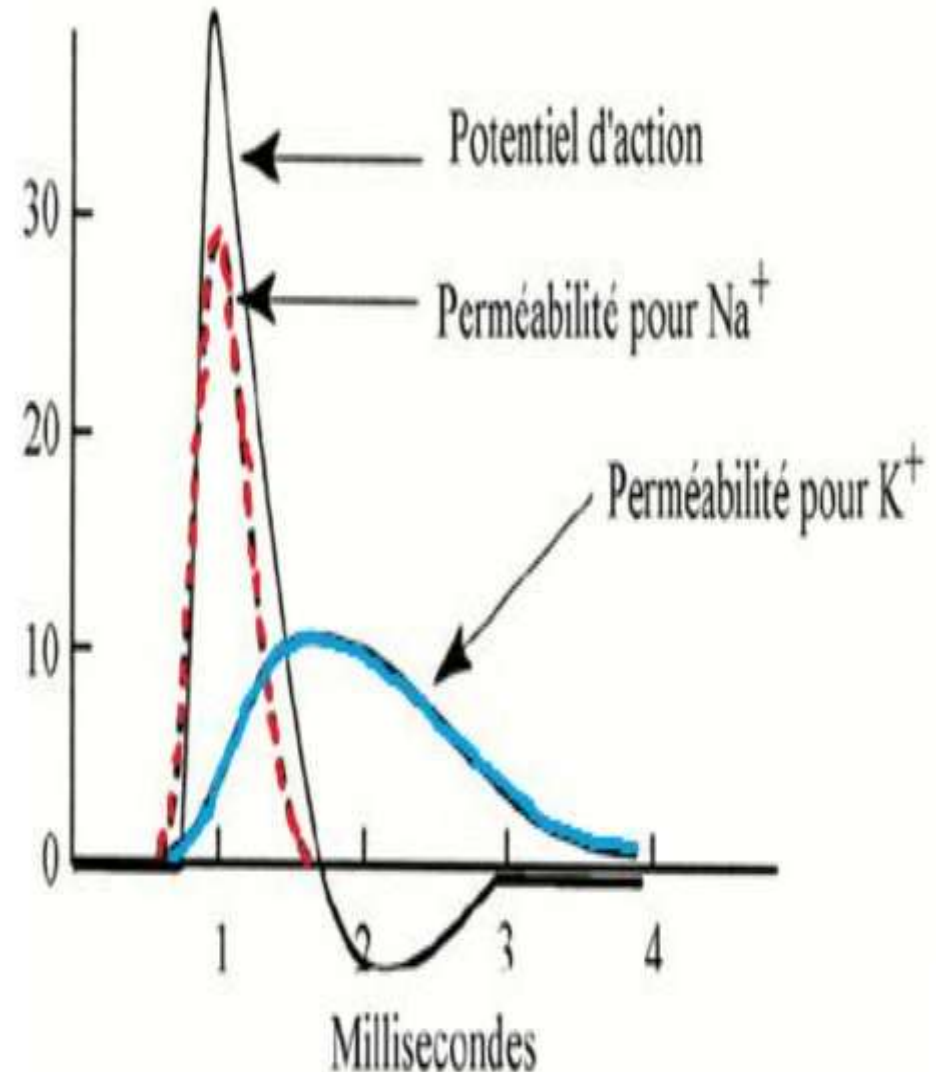 Potentiel d'action
30
Perméabilité pour Na+
20
Perméabilité pour K+
10
0
1 2 3 4
Millisecondes